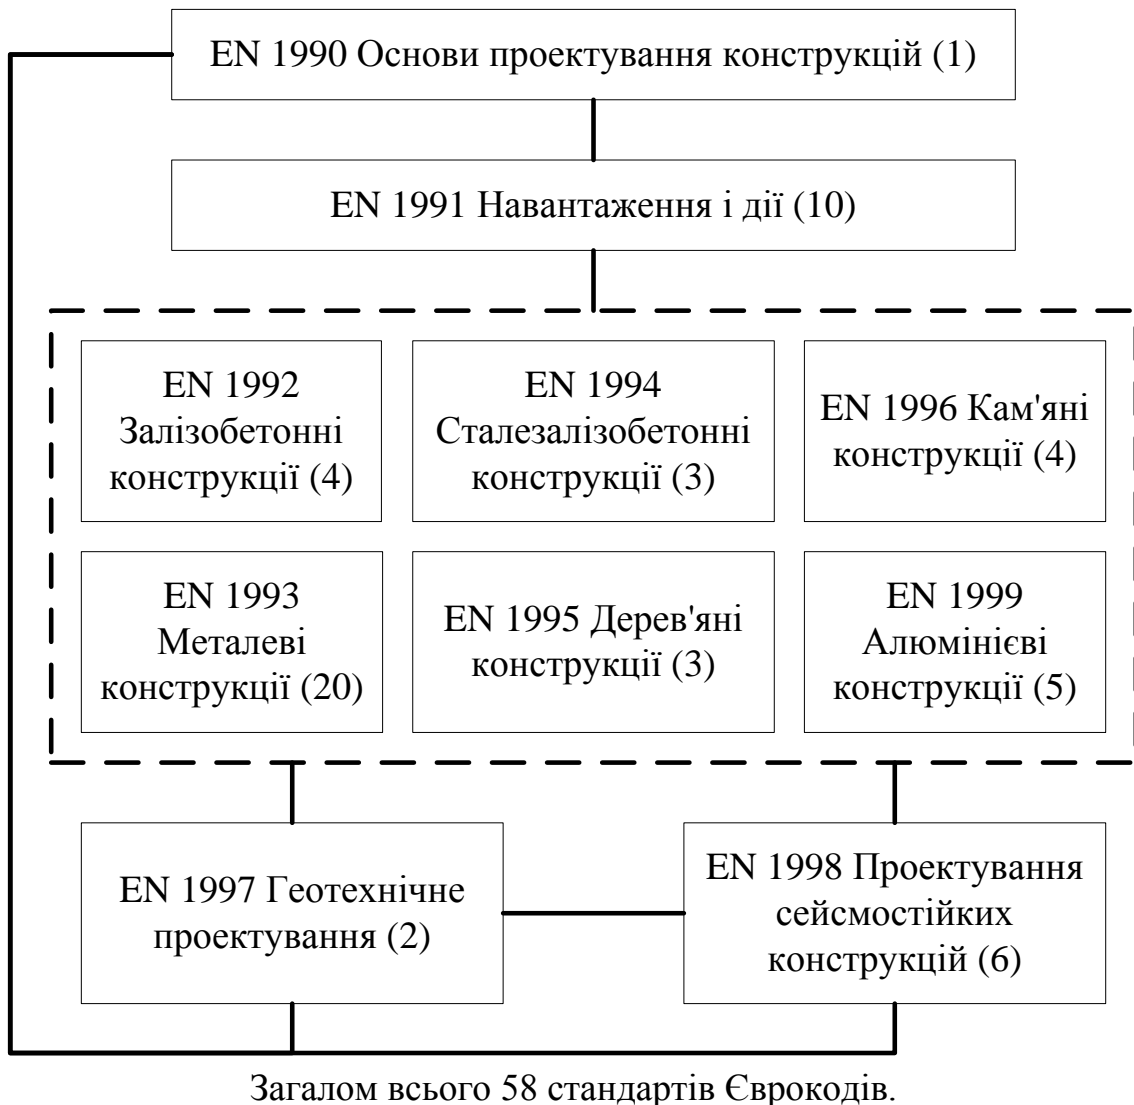 EN 1990 Основи проектування конструкцій (1)
EN 1991 Навантаження і дії (10)
EN 1992
Залізобетонні
конструкції (4)
EN 1994
Сталезалізобетонні
конструкції (3)
EN 1996 Кам'яні
конструкції (4)
EN 1993
Металеві
конструкції (20)
EN 1995 Дерев'яні
конструкції (3)
EN 1999
Алюмінієві
конструкції (5)
EN 1997 Геотехнічне
проектування (2)
EN 1998 Проектування
сейсмостійких
конструкцій (6)
Загалом всього 58 стандартів Єврокодів.